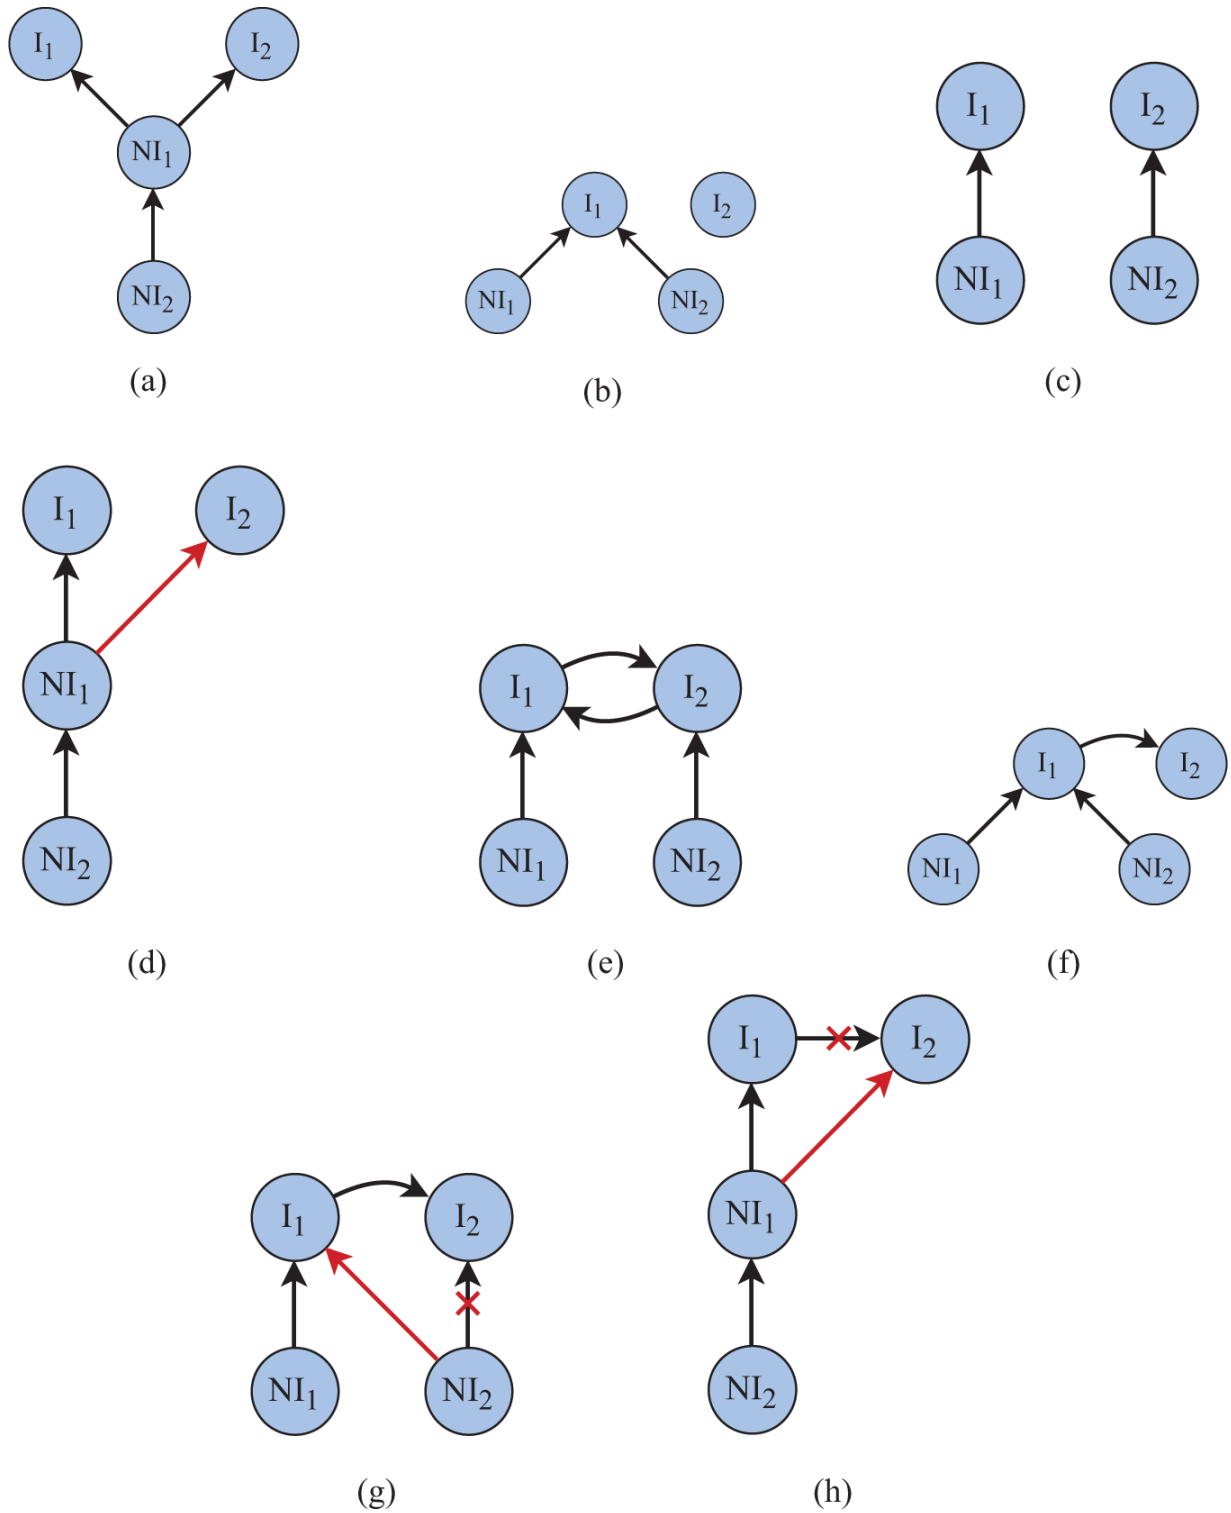 I₁ I₂
NI₁
NI₂
(a)
I₁ I₂
NI₁ NI₂
(b)
I₁ I₂
NI₁ NI₂
(c)
I₁ I₂
NI₁
NI₂
(d)
I₁ I₂
NI₁ NI₂
(e)
I₁ I₂
NI₁ NI₂
(f)
I₁ I₂
NI₁ NI₂
(g)
I₁ I₂
NI₁
NI₂
(h)